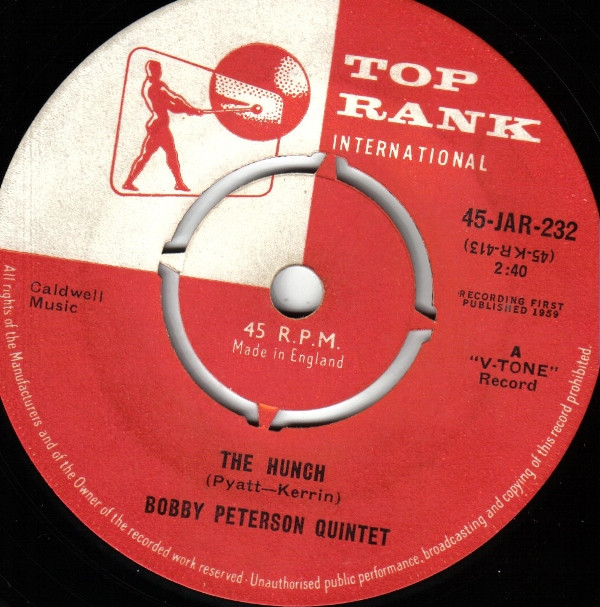 TOP
RANK
INTERNATIONAL
45-JAR-232
(45-KR-413)
2:40
RECORDING FIRST
PUBLISHED 1959
A
"V-TONE"
Record
Caldwell
Music
45 R.P.M.
Made in England
THE HUNCH
(Pyatt—Kerrin)
BOBBY PETERSON QUINTET
All rights of the Manufacturers and of the Owner of the recorded work reserved · Unauthorised public performance, broadcasting and copying of this record prohibited.